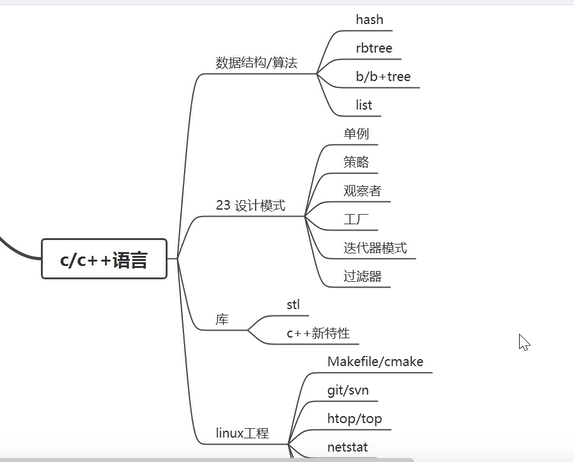 c/c++语言
数据结构/算法
hash
rbtree
b/b+tree
list
23 设计模式
单例
策略
观察者
工厂
迭代器模式
过滤器
库
stl
c++新特性
linux工程
Makefile/cmake
git/svn
htop/top
netstat